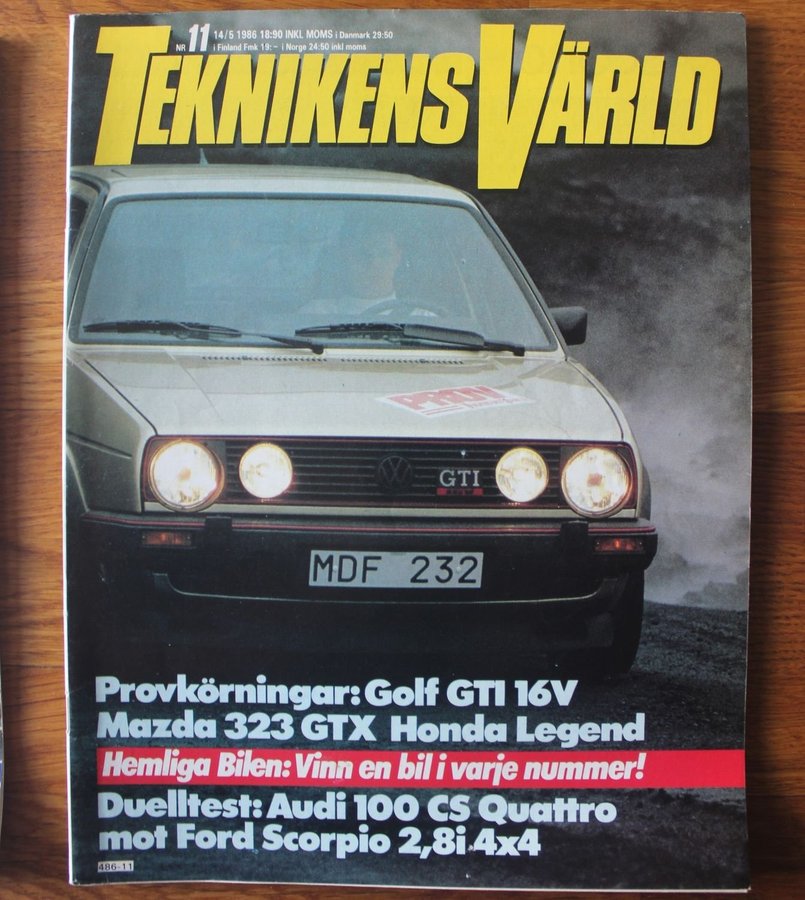 NR 11 14/5 1986 18:90 INKL MOMS i Danmark 29:50
i Finland Fmk 19:– i Norge 24:50 inkl moms
TEKNIKENS VÄRLD
PROV
GTI
MDF 232
Provkörningar: Golf GTI 16V
Mazda 323 GTX Honda Legend
Hemliga Bilen: Vinn en bil i varje nummer!
Duelltest: Audi 100 CS Quattro
mot Ford Scorpio 2,8i 4x4
486-11